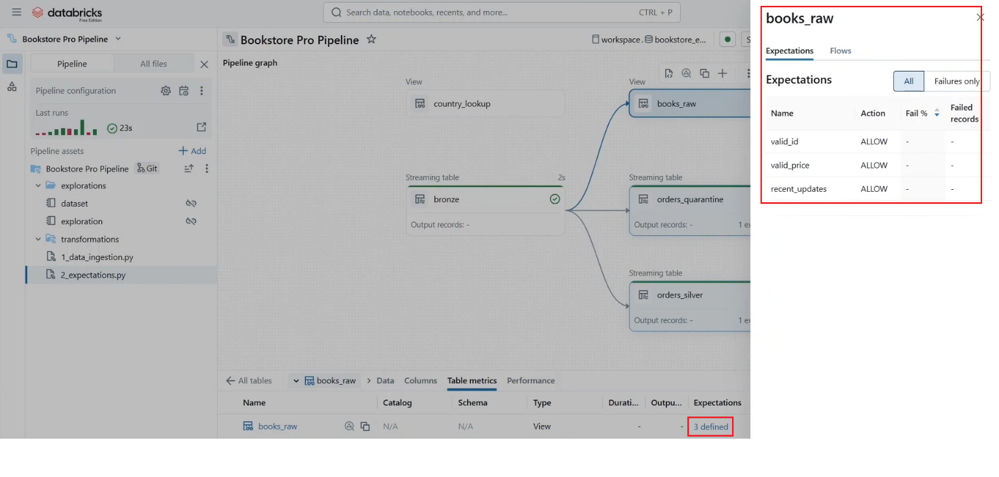 databricks
Free Edition
Search data, notebooks, recents, and more...
CTRL + P
Bookstore Pro Pipeline
Bookstore Pro Pipeline
workspace.
bookstore_e...
S
Pipeline
All files
Pipeline configuration
Last runs
23s
Pipeline assets
Add
Bookstore Pro Pipeline
Git
explorations
dataset
exploration
transformations
1_data_ingestion.py
2_expectations.py
Pipeline graph
View
country_lookup
View
books_raw
Streaming table
2s
bronze
Output records: -
Streaming table
orders_quarantine
Output records: -
1 ex
Streaming table
orders_silver
Output records: -
1 ex
All tables
books_raw
Data
Columns
Table metrics
Performance
Name
Catalog
Schema
Type
Durati...
Outpu...
Expectations
books_raw
N/A
N/A
View
-
-
3 defined
books_raw
Expectations
Flows
Expectations
All
Failures only
Name
Action
Fail %
Failed
records
valid_id
ALLOW
-
-
valid_price
ALLOW
-
-
recent_updates
ALLOW
-
-